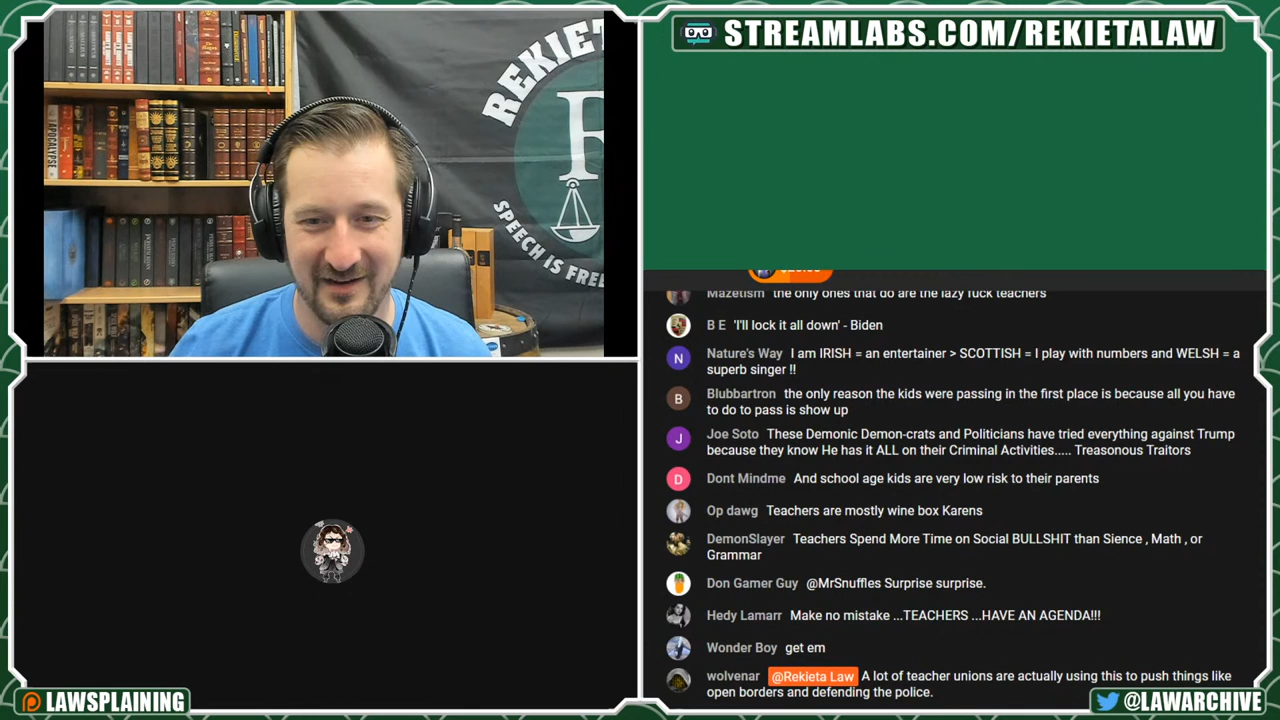 STREAMLABS.COM/REKIETALAW
REKIET
R
SPEECH IS FREE
APOCALYPSE
Mazetism the only ones that do are the lazy fuck teachers
B E 'I'll lock it all down' - Biden
N
Nature's Way I am IRISH = an entertainer > SCOTTISH = I play with numbers and WELSH = a
superb singer !!
B
Blubbartron the only reason the kids were passing in the first place is because all you have
to do to pass is show up
J
Joe Soto These Demonic Demon-crats and Politicians have tried everything against Trump
because they know He has it ALL on their Criminal Activities..... Treasonous Traitors
D
Dont Mindme And school age kids are very low risk to their parents
Op dawg Teachers are mostly wine box Karens
DemonSlayer Teachers Spend More Time on Social BULLSHIT than Sience , Math , or
Grammar
Don Gamer Guy @MrSnuffles Surprise surprise.
Hedy Lamarr Make no mistake ...TEACHERS ...HAVE AN AGENDA!!!
Wonder Boy get em
wolvenar @Rekieta Law A lot of teacher unions are actually using this to push things like
open borders and defending the police.
LAWSPLAINING
@LAWARCHIVE